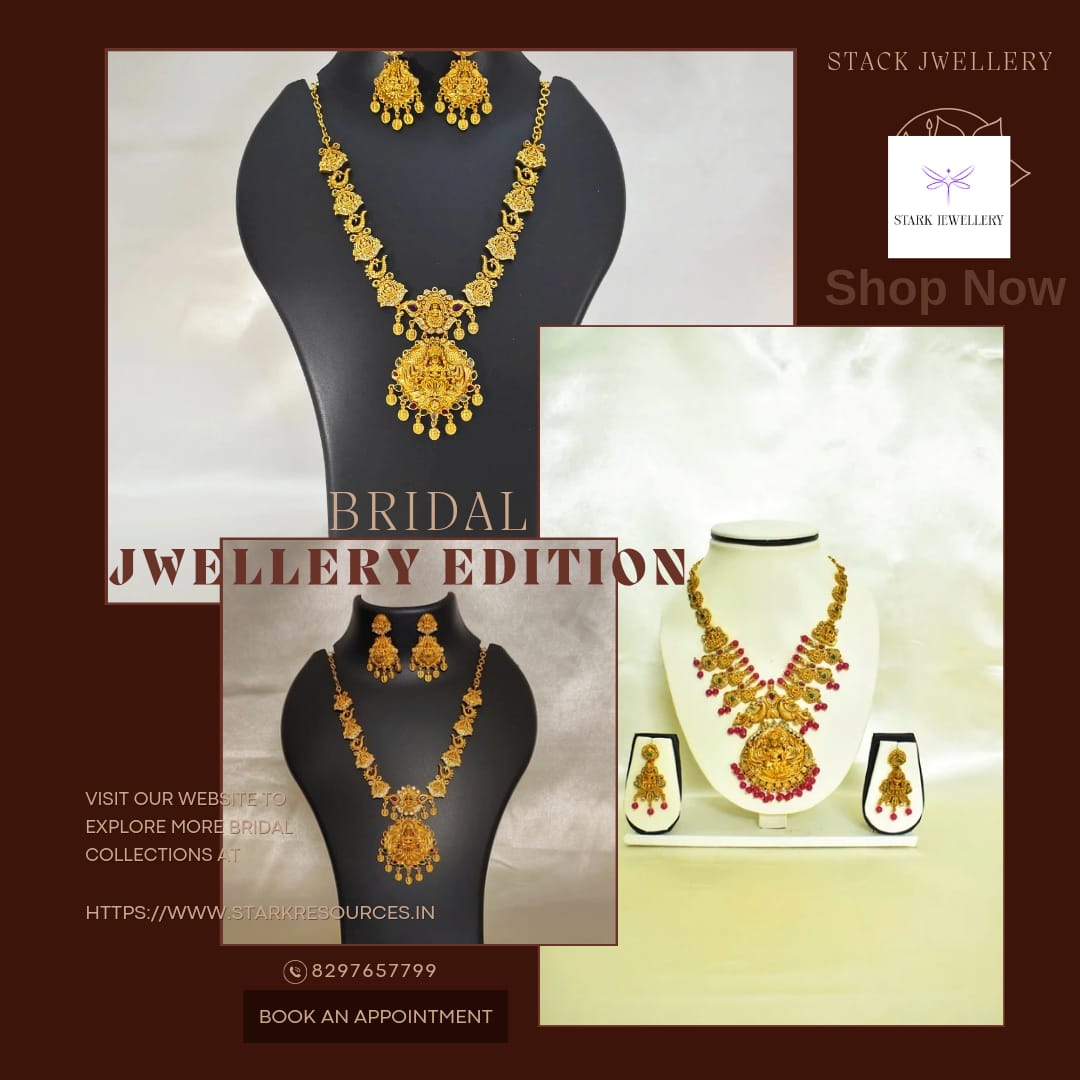 STACK JWELLERY
STARK JEWELLERY
Shop Now
BRIDAL
JWELLERY EDITION
VISIT OUR WEBSITE TO
EXPLORE MORE BRIDAL
COLLECTIONS AT
HTTPS://WWW.STARKRESOURCES.IN
8297657799
BOOK AN APPOINTMENT